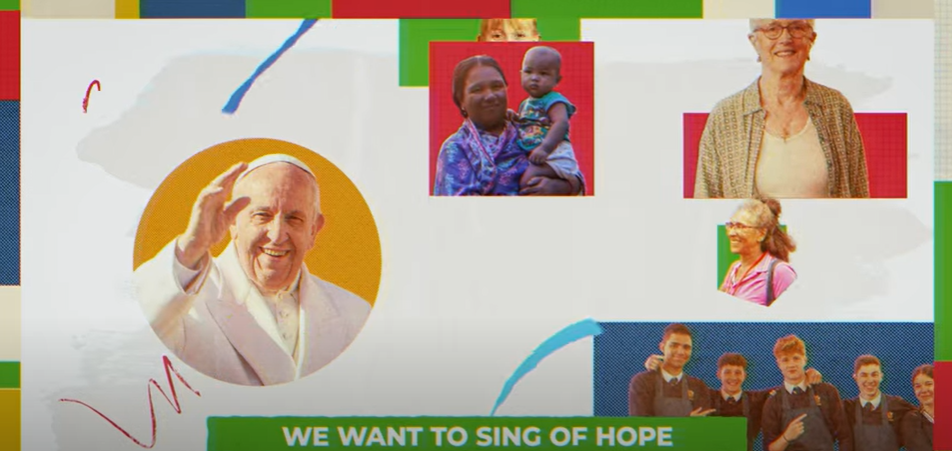 WE WANT TO SING OF HOPE